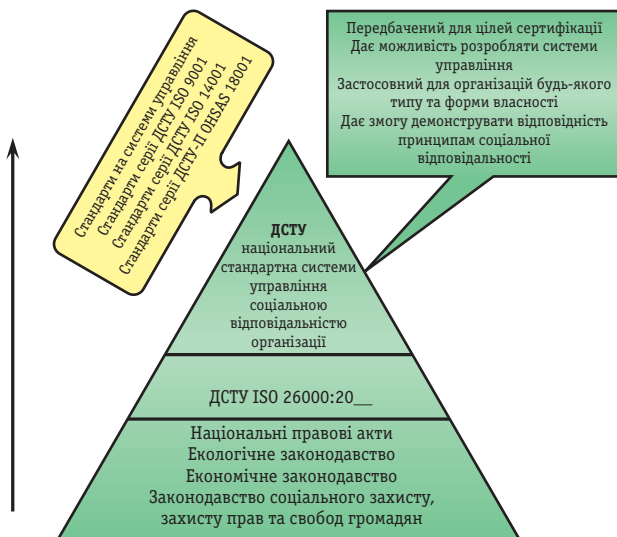 Стандарти на системи управління
Стандарти серії ДСТУ ISO 9001
Стандарти серії ДСТУ ISO 14001
Стандарти серії ДСТУ-П OHSAS 18001
Передбачений для цілей сертифікації
Дає можливість розробляти системи
управління
Застосовний для організацій будь-якого
типу та форми власності
Дає змогу демонструвати відповідність
принципам соціальної
відповідальності
ДСТУ
національний
стандартна системи
управління
соціальною
відповідальністю
організації
ДСТУ ISO 26000:20__
Національні правові акти
Екологічне законодавство
Економічне законодавство
Законодавство соціального захисту,
захисту прав та свобод громадян